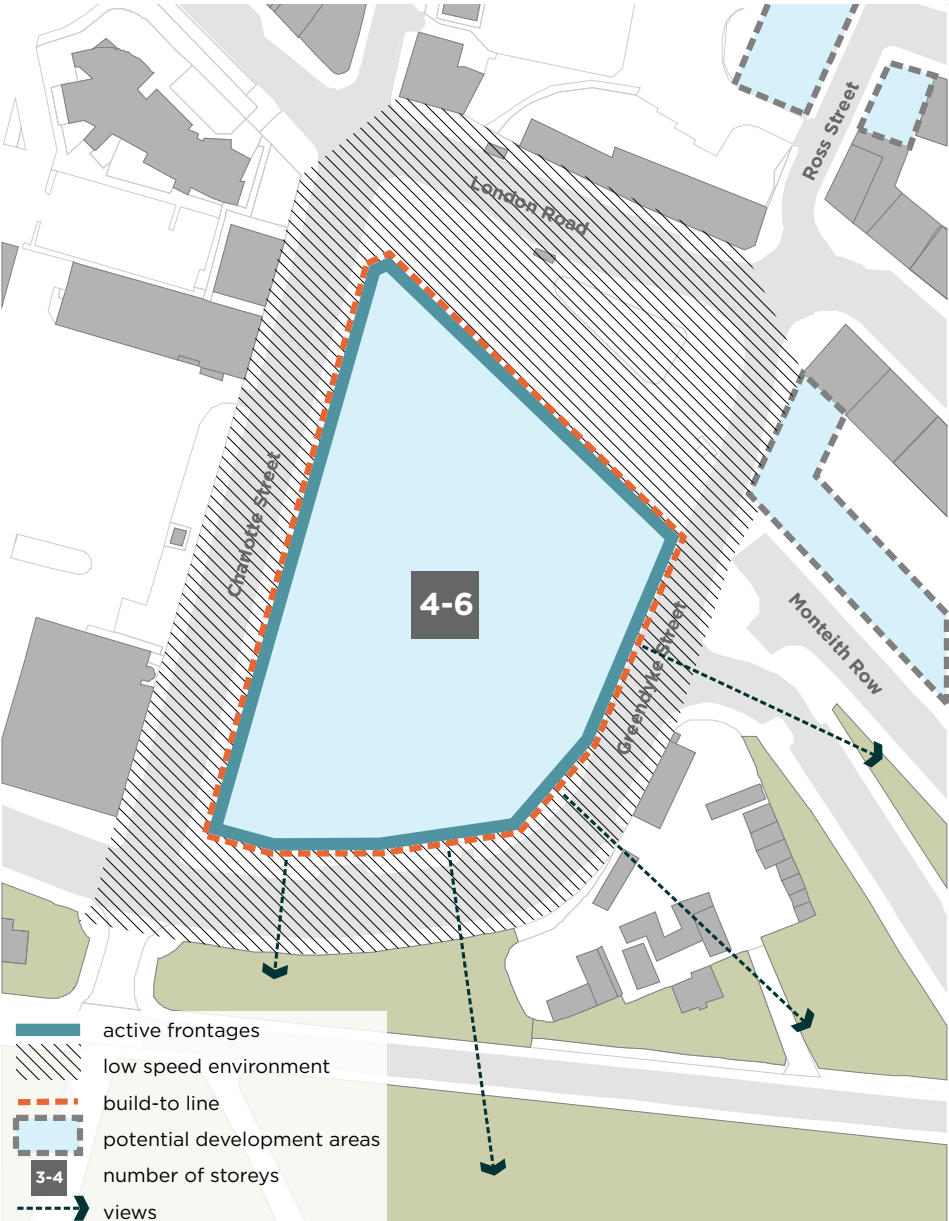 Ross Street
London Road
Charlotte Street
4-6
Greendyke Street
Monteith Row
active frontages
low speed environment
build-to line
potential development areas
3-4 number of storeys
views